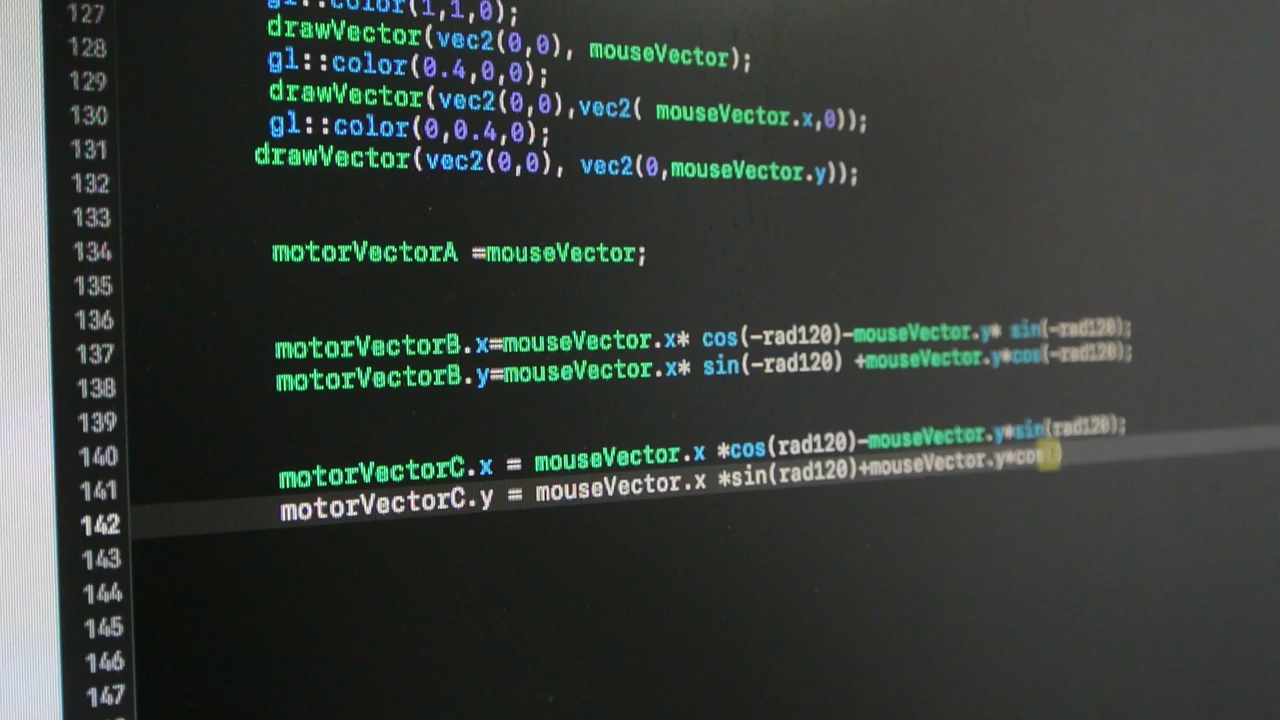 gl::color(1,1,0);
127 drawVector(vec2(0,0), mouseVector);
128 gl::color(0.4,0,0);
129 drawVector(vec2(0,0),vec2( mouseVector.x,0));
130 gl::color(0,0.4,0);
131 drawVector(vec2(0,0), vec2(0,mouseVector.y));
132
133
134 motorVectorA =mouseVector;
135
136
137 motorVectorB.x=mouseVector.x* cos(-rad120)-mouseVector.y* sin(-rad120);
138 motorVectorB.y=mouseVector.x* sin(-rad120) +mouseVector.y*cos(-rad120);
139
140
141 motorVectorC.x = mouseVector.x *cos(rad120)-mouseVector.y*sin(rad120);
142 motorVectorC.y = mouseVector.x *sin(rad120)+mouseVector.y*cos()
143
144
145
146
147